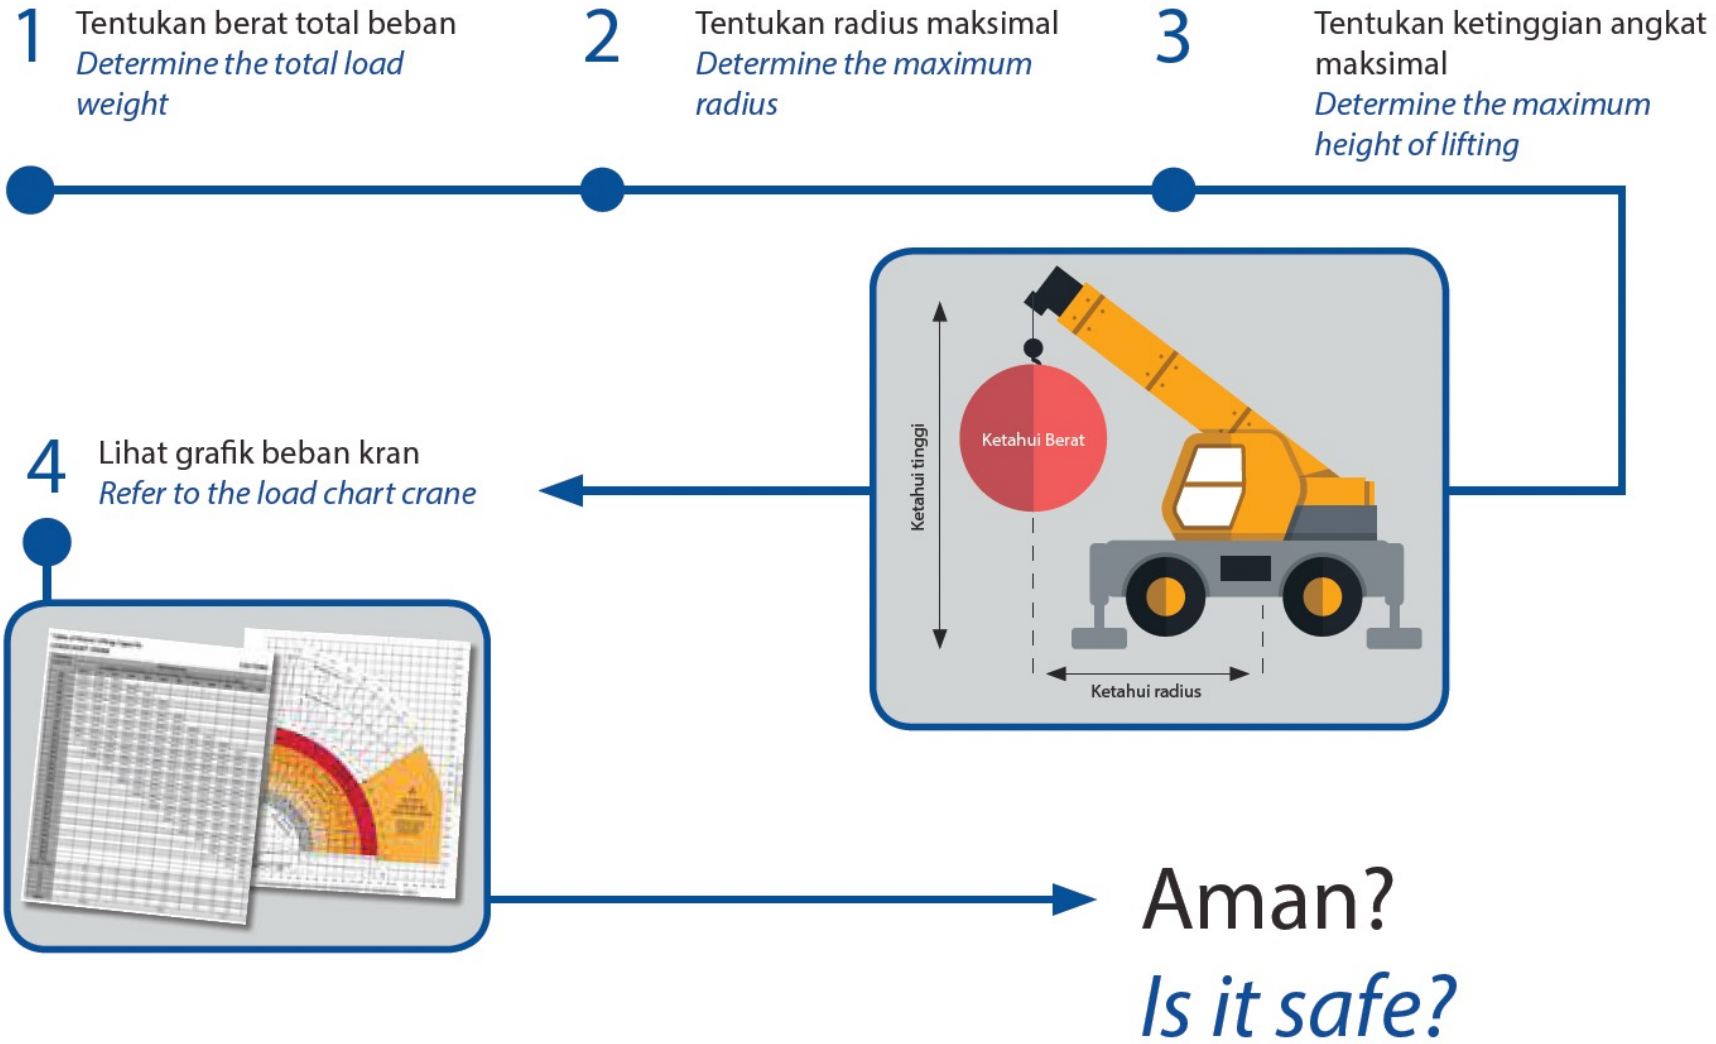 1
Tentukan berat total beban
Determine the total load
weight
2
Tentukan radius maksimal
Determine the maximum
radius
3
Tentukan ketinggian angkat
maksimal
Determine the maximum
height of lifting
Ketahui tinggi
Ketahui Berat
Ketahui radius
4
Lihat grafik beban kran
Refer to the load chart crane
Aman?
Is it safe?